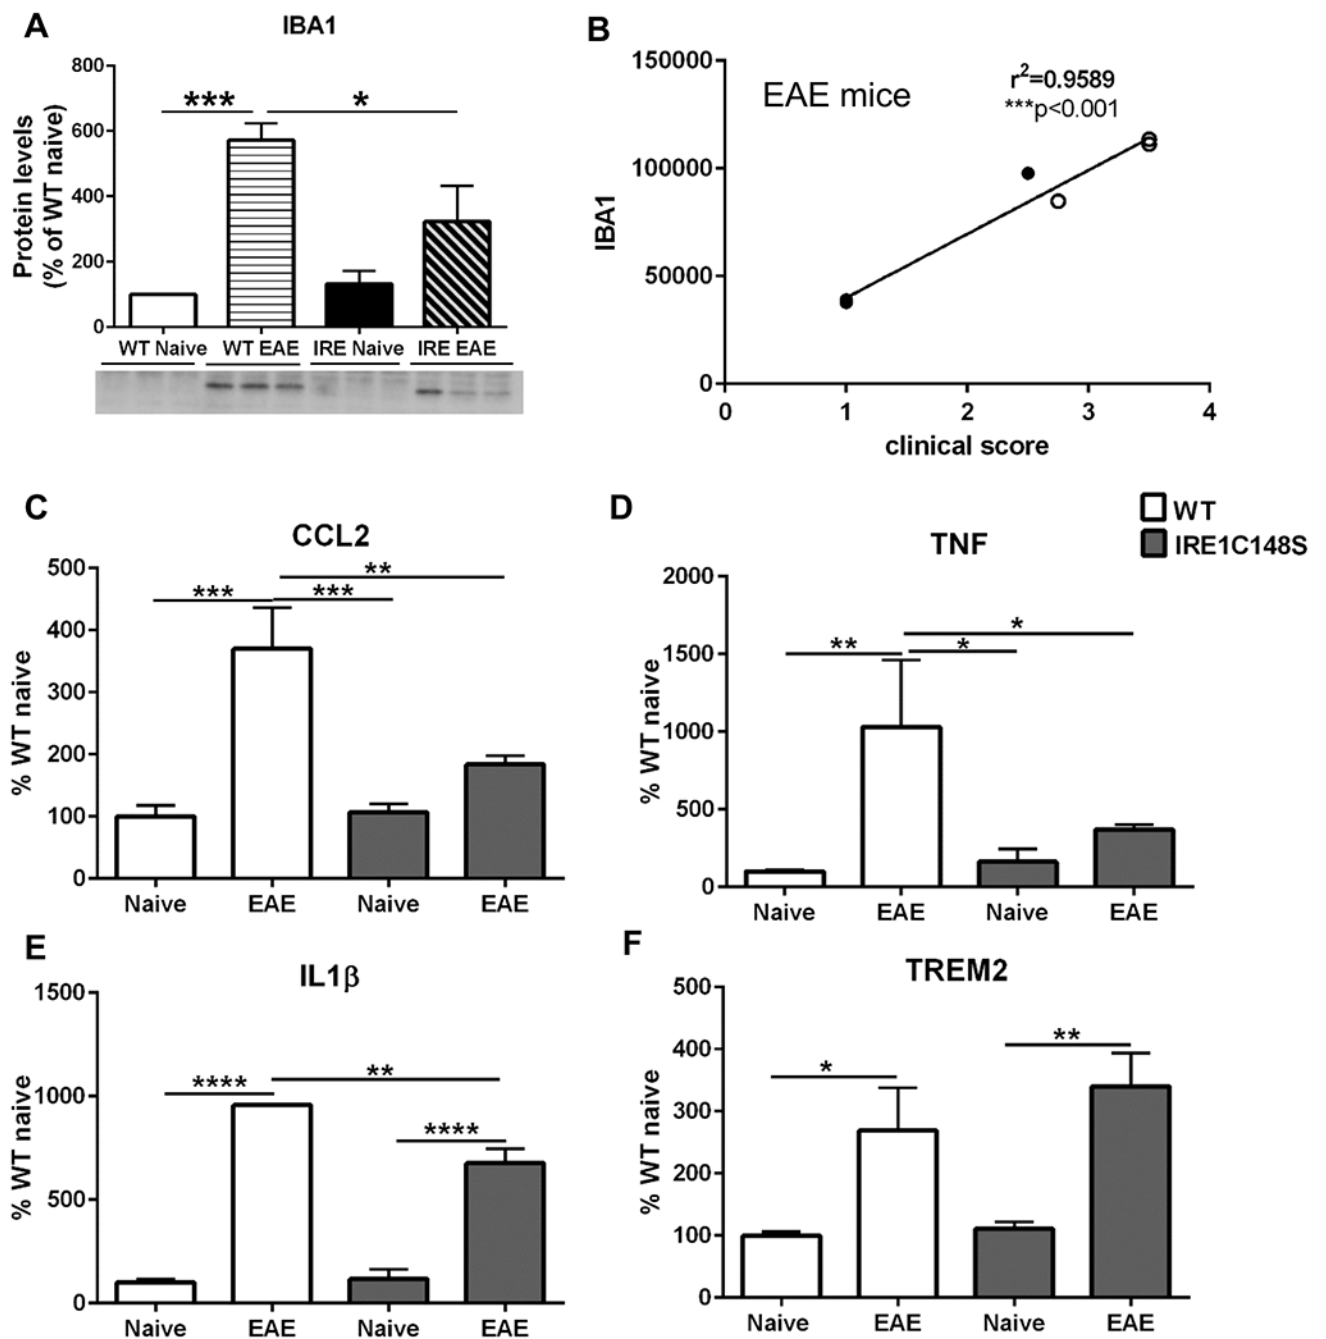 A
IBA1
Protein levels
(% of WT naive)
800
600
400
200
0
***
*
WT Naive
WT EAE
IRE Naive
IRE EAE
B
EAE mice
r²=0.9589
***p<0.001
IBA1
150000
100000
50000
0
0
1
2
3
4
clinical score
C
CCL2
% WT naive
500
400
300
200
100
0
***
***
**
Naive
EAE
Naive
EAE
D
WT
IRE1C148S
TNF
% WT naive
2000
1500
1000
500
0
**
*
*
Naive
EAE
Naive
EAE
E
IL1β
% WT naive
1500
1000
500
0
****
**
****
Naive
EAE
Naive
EAE
F
TREM2
% WT naive
500
400
300
200
100
0
*
**
Naive
EAE
Naive
EAE